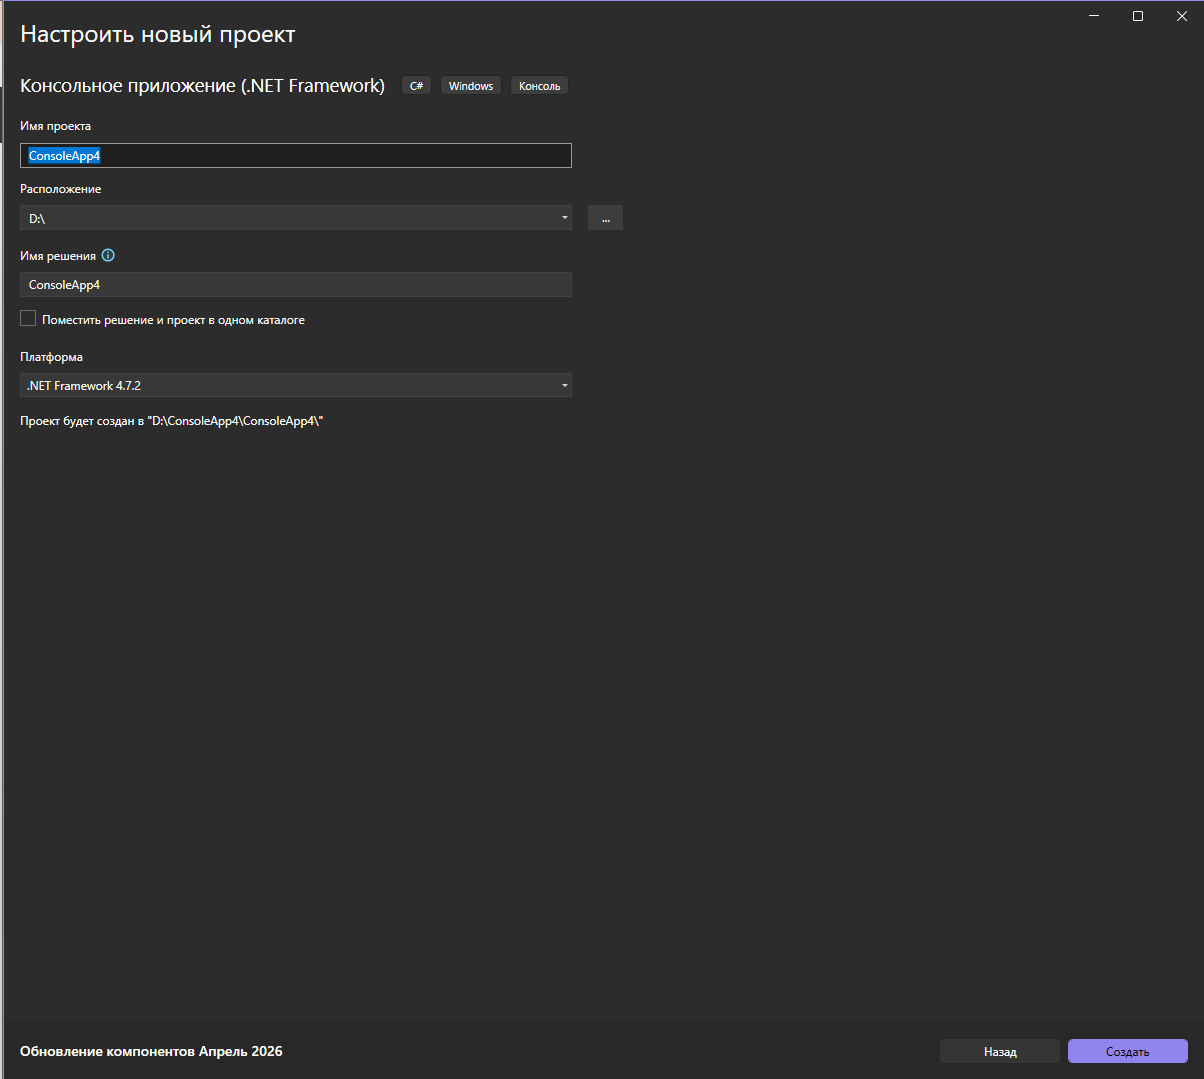 Настроить новый проект
Консольное приложение (.NET Framework) C# Windows Консоль
Имя проекта
ConsoleApp4
Расположение
D:\
...
Имя решения
ConsoleApp4
Поместить решение и проект в одном каталоге
Платформа
.NET Framework 4.7.2
Проект будет создан в "D:\ConsoleApp4\ConsoleApp4\"
Обновление компонентов Апрель 2026
Назад
Создать